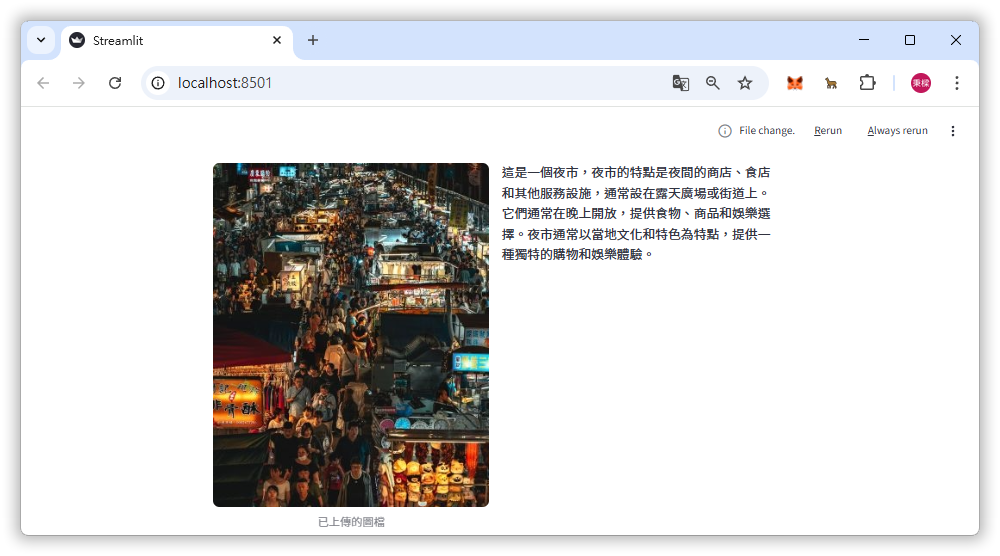 Streamlit
localhost:8501
秉樑
File change.
Rerun
Always rerun
這是一個夜市，夜市的特點是夜間的商店、食店
和其他服務設施，通常設在露天廣場或街道上。
它們通常在晚上開放，提供食物、商品和娛樂選
擇。夜市通常以當地文化和特色為特點，提供一
種獨特的購物和娛樂體驗。
已上傳的圖檔